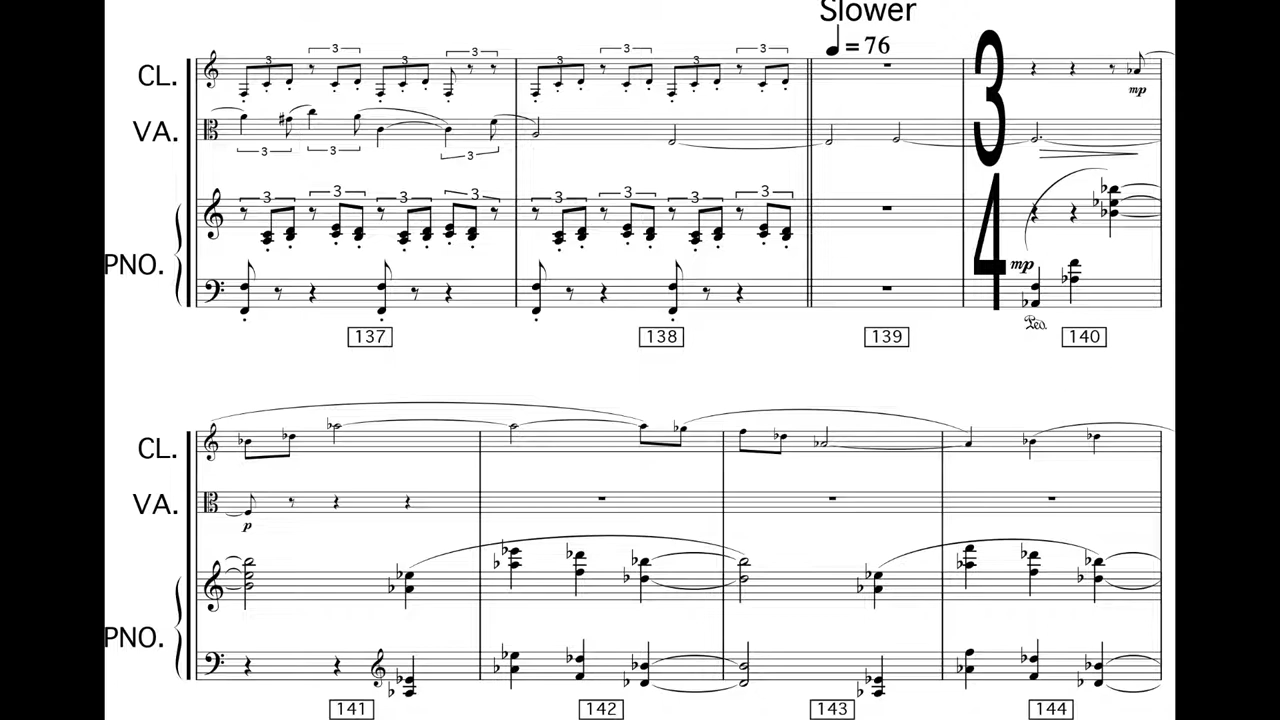 Slower
♩ = 76
CL.
3 3 3 3 3 3 3 3
VA.
3 3 3
3 3 3 3 3 3 3 3
PNO.
3
4
mp
mp
Ped.
137 138 139 140
CL.
VA.
p
PNO.
141 142 143 144